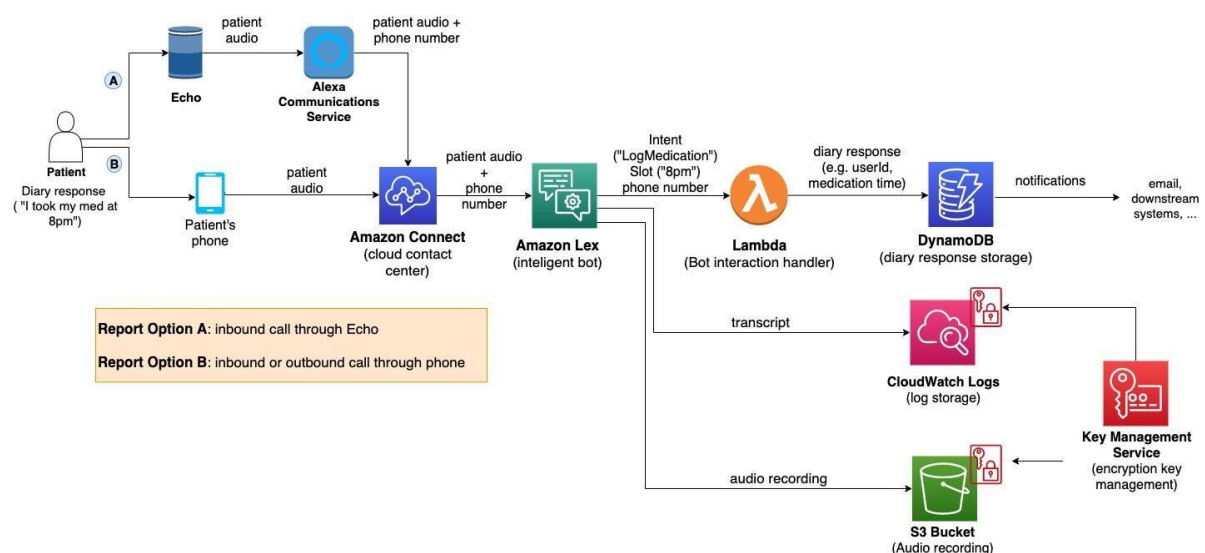 patient
audio
patient audio +
phone number
A
Echo
Alexa
Communications
Service
B
Patient
Diary response
( "I took my med at
8pm")
Patient's
phone
patient
audio
Amazon Connect
(cloud contact
center)
patient audio
+
phone
number
Amazon Lex
(inteligent bot)
Intent
("LogMedication")
Slot ("8pm")
phone number
Lambda
(Bot interaction handler)
diary response
(e.g. userId,
medication time)
DynamoDB
(diary response storage)
notifications
email,
downstream
systems, ...
Report Option A: inbound call through Echo
Report Option B: inbound or outbound call through phone
transcript
CloudWatch Logs
(log storage)
Key Management
Service
(encryption key
management)
audio recording
S3 Bucket
(Audio recording)